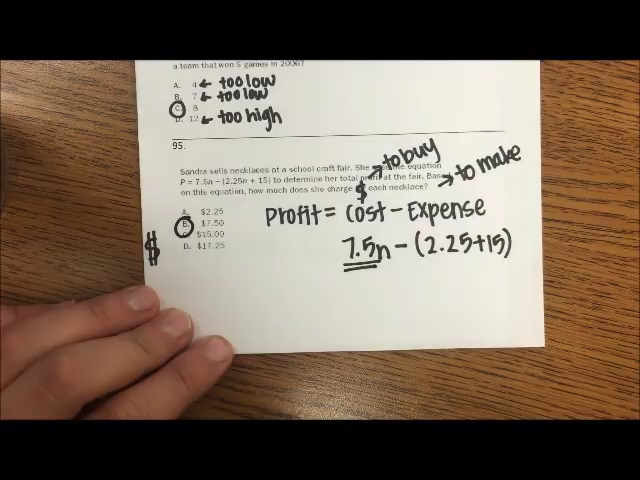 a team that won 5 games in 2006?
A. 4 ← too low
B. 7 ← too low
C. 8
D. 12 ← too high
95.
Sandra sells necklaces at a school craft fair. She uses the equation
P = 7.5n – (2.25n + 15) to determine her total profit at the fair. Based
on this equation, how much does she charge $ each necklace?
→ to buy
→ to make
A. $2.25
B. $7.50
C. $15.00
B. $17.25
$
Profit = Cost - Expense
7.5n - (2.25+15)